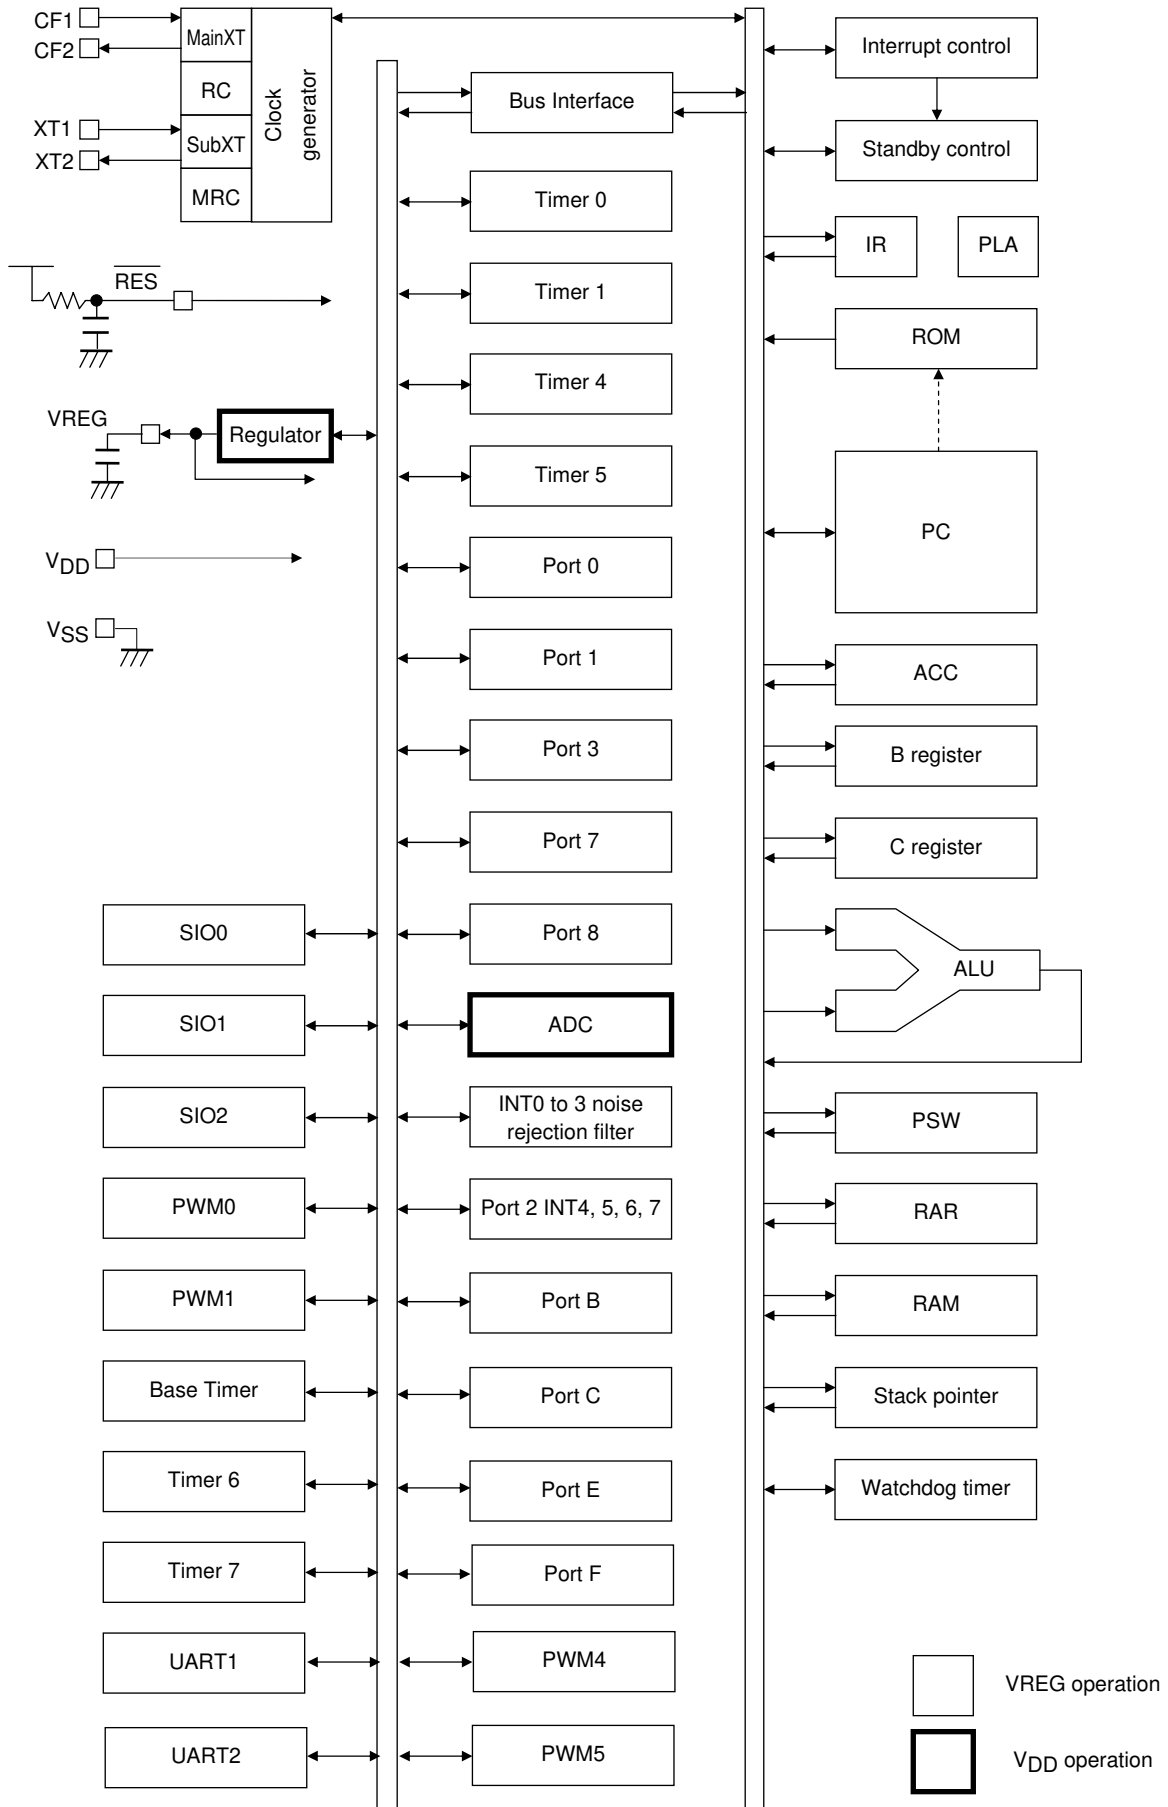 CF1
CF2
XT1
XT2
MainXT
RC
SubXT
MRC
Clock
generator
RES
VREG
Regulator
VDD
VSS
SIO0
SIO1
SIO2
PWM0
PWM1
Base Timer
Timer 6
Timer 7
UART1
UART2
Bus Interface
Timer 0
Timer 1
Timer 4
Timer 5
Port 0
Port 1
Port 3
Port 7
Port 8
ADC
INT0 to 3 noise
rejection filter
Port 2 INT4, 5, 6, 7
Port B
Port C
Port E
Port F
PWM4
PWM5
Interrupt control
Standby control
IR
PLA
ROM
PC
ACC
B register
C register
ALU
PSW
RAR
RAM
Stack pointer
Watchdog timer
VREG operation
VDD operation